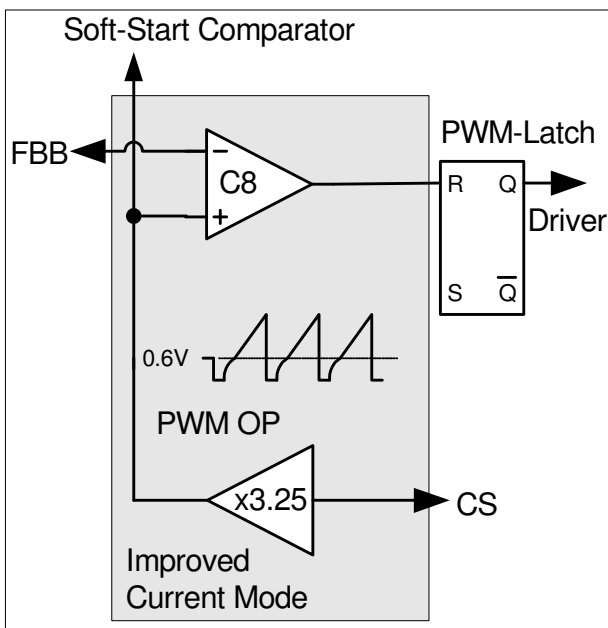 Soft-Start Comparator
FBB
PWM-Latch
−
C8
+
R Q
Driver
S Q̅
0.6V
PWM OP
x3.25
CS
Improved
Current Mode